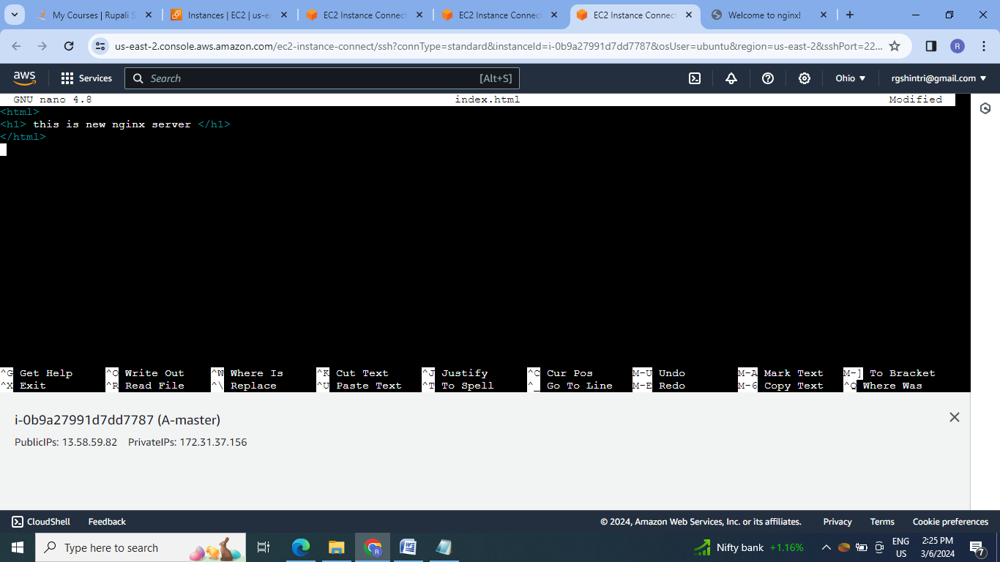 My Courses | Rupali S
Instances | EC2 | us-ea
EC2 Instance Connect
EC2 Instance Connect
EC2 Instance Connect
Welcome to nginx!
us-east-2.console.aws.amazon.com/ec2-instance-connect/ssh?connType=standard&instanceId=i-0b9a27991d7dd7787&osUser=ubuntu&region=us-east-2&sshPort=22...
R
aws Services Search [Alt+S] Ohio rgshintri@gmail.com
GNU nano 4.8 index.html Modified
<html>
<h1> this is new nginx server </h1>
</html>
^G Get Help ^O Write Out ^W Where Is ^K Cut Text ^J Justify ^C Cur Pos M-U Undo M-A Mark Text M-] To Bracket
^X Exit ^R Read File ^\ Replace ^U Paste Text ^T To Spell ^_ Go To Line M-E Redo M-6 Copy Text ^Q Where Was
i-0b9a27991d7dd7787 (A-master)
PublicIPs: 13.58.59.82 PrivateIPs: 172.31.37.156
CloudShell Feedback © 2024, Amazon Web Services, Inc. or its affiliates. Privacy Terms Cookie preferences
Type here to search
Nifty bank +1.16%
ENG
US
2:25 PM
3/6/2024
7